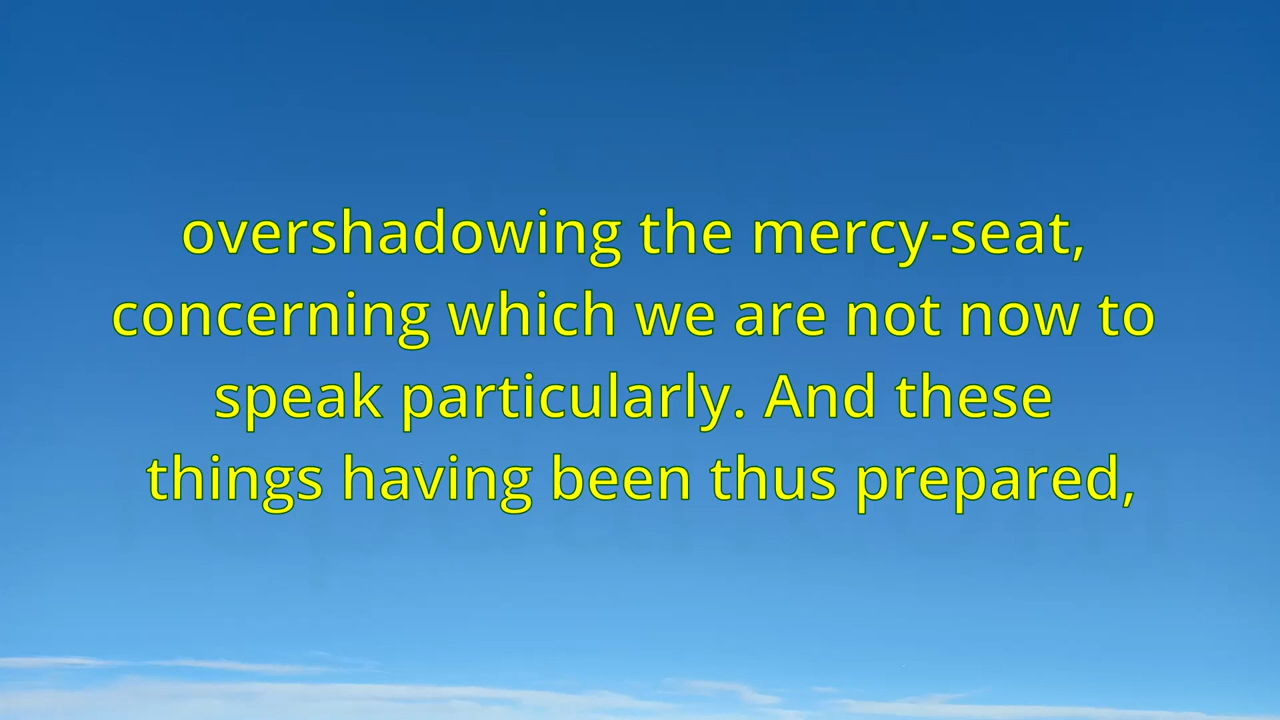 overshadowing the mercy-seat,
concerning which we are not now to
speak particularly. And these
things having been thus prepared,